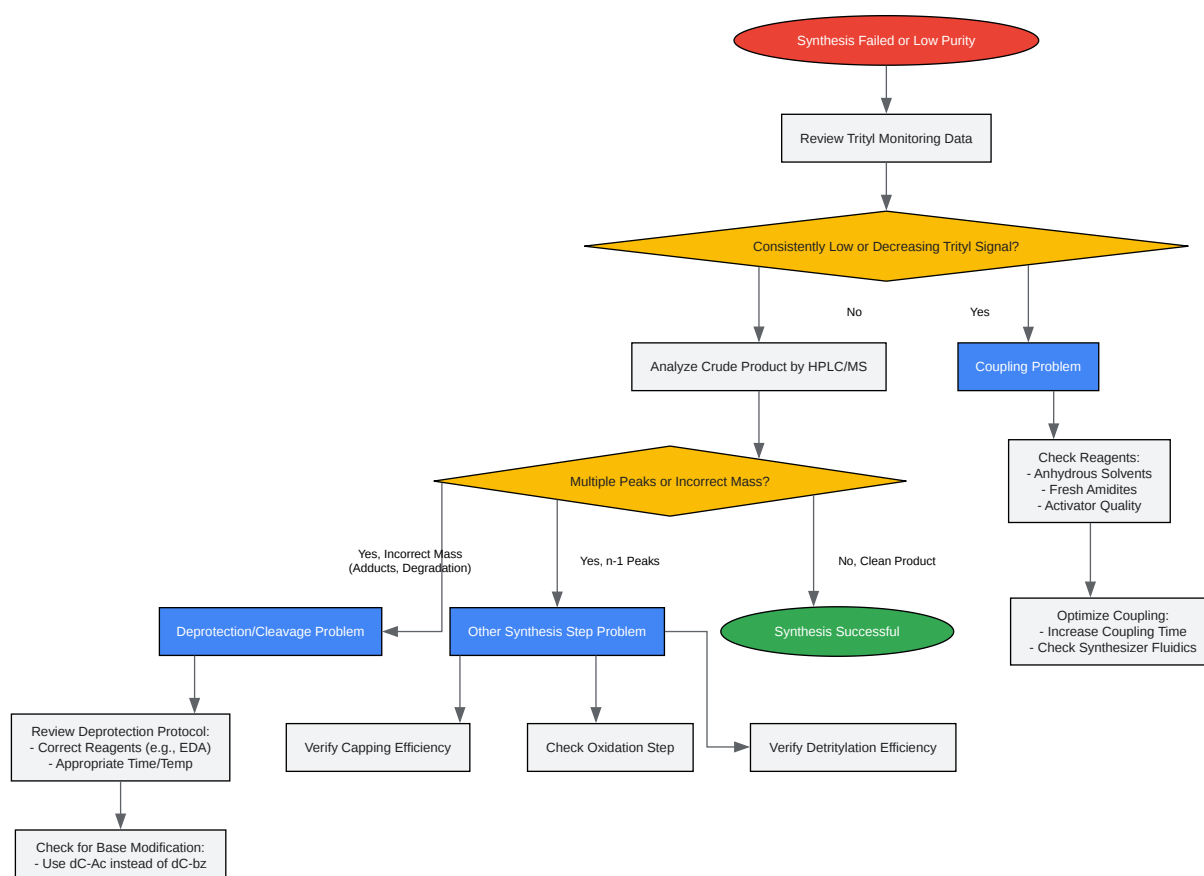 Synthesis Failed or Low Purity
Review Trityl Monitoring Data
Consistently Low or Decreasing Trityl Signal?
No
Yes
Analyze Crude Product by HPLC/MS
Coupling Problem
Check Reagents:
- Anhydrous Solvents
- Fresh Amidites
- Activator Quality
Multiple Peaks or Incorrect Mass?
Yes, Incorrect Mass
(Adducts, Degradation)
Yes, n-1 Peaks
No, Clean Product
Deprotection/Cleavage Problem
Other Synthesis Step Problem
Synthesis Successful
Optimize Coupling:
- Increase Coupling Time
- Check Synthesizer Fluidics
Review Deprotection Protocol:
- Correct Reagents (e.g., EDA)
- Appropriate Time/Temp
Verify Capping Efficiency
Check Oxidation Step
Verify Detritylation Efficiency
Check for Base Modification:
- Use dC-Ac instead of dC-bz